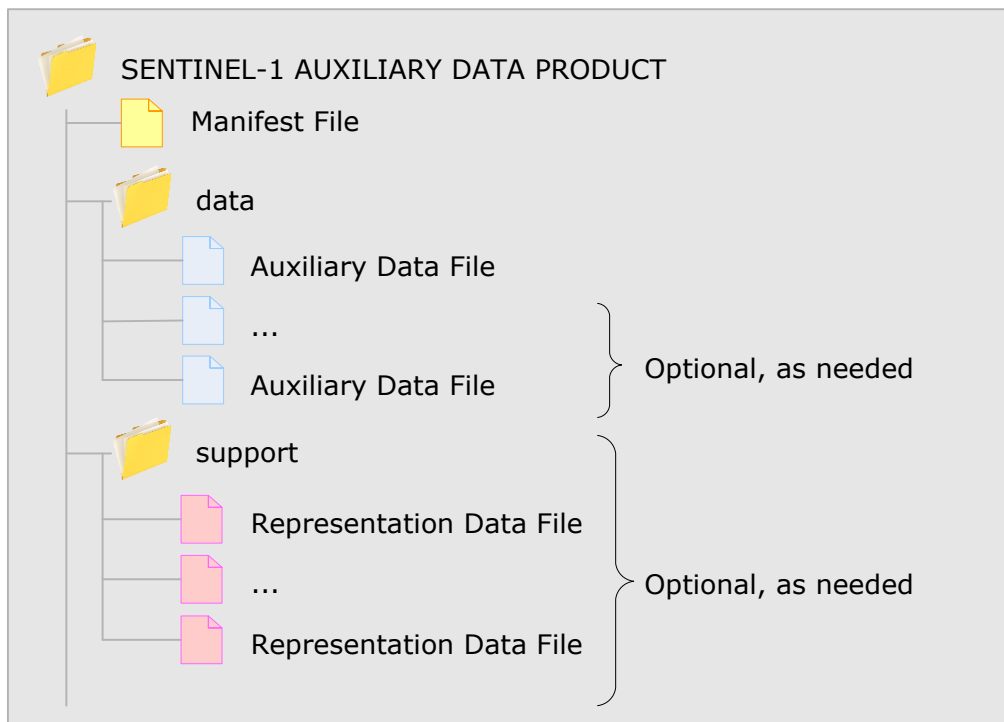 SENTINEL-1 AUXILIARY DATA PRODUCT
Manifest File
data
Auxiliary Data File
...
Auxiliary Data File
Optional, as needed
support
Representation Data File
...
Representation Data File
Optional, as needed